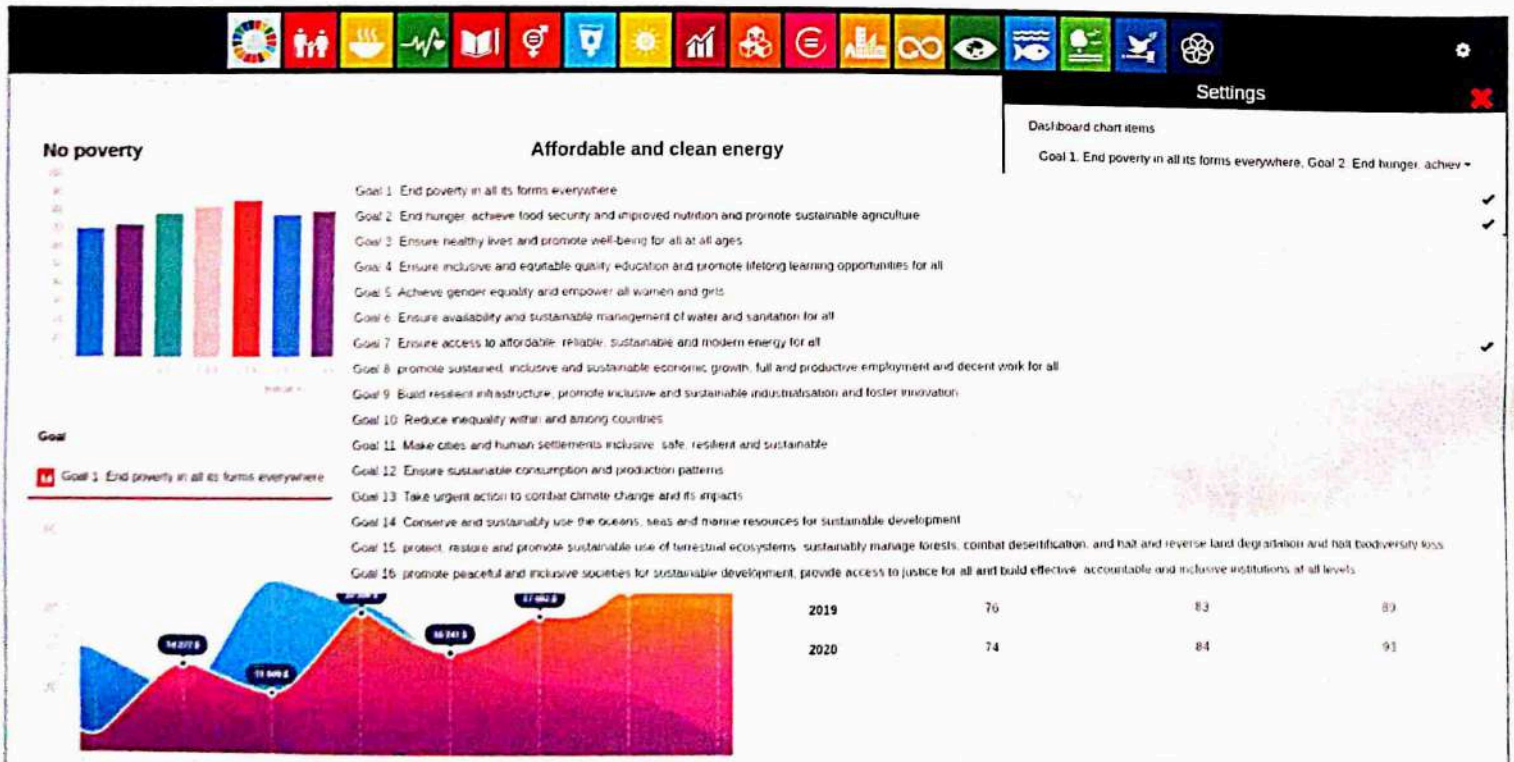 Settings
Dashboard chart items
Goal 1. End poverty in all its forms everywhere, Goal 2. End hunger, achiev
No poverty
Affordable and clean energy
Goal 1 End poverty in all its forms everywhere
Goal 2 End hunger, achieve food security and improved nutrition and promote sustainable agriculture
Goal 3 Ensure healthy lives and promote well-being for all at all ages
Goal 4 Ensure inclusive and equitable quality education and promote lifelong learning opportunities for all
Goal 5 Achieve gender equality and empower all women and girls
Goal 6 Ensure availability and sustainable management of water and sanitation for all
Goal 7 Ensure access to affordable, reliable, sustainable and modern energy for all
Goal 8 promote sustained, inclusive and sustainable economic growth, full and productive employment and decent work for all
Goal 9 Build resilient infrastructure, promote inclusive and sustainable industrialisation and foster innovation
Goal 10 Reduce inequality within and among countries
Goal 11 Make cities and human settlements inclusive, safe, resilient and sustainable
Goal 12 Ensure sustainable consumption and production patterns
Goal 13 Take urgent action to combat climate change and its impacts
Goal 14 Conserve and sustainably use the oceans, seas and marine resources for sustainable development
Goal 15 protect, restore and promote sustainable use of terrestrial ecosystems, sustainably manage forests, combat desertification, and halt and reverse land degradation and halt biodiversity loss
Goal 16 promote peaceful and inclusive societies for sustainable development, provide access to justice for all and build effective, accountable and inclusive institutions at all levels
Goal
Goal 1 End poverty in all its forms everywhere
2019 76 83 89
2020 74 84 91